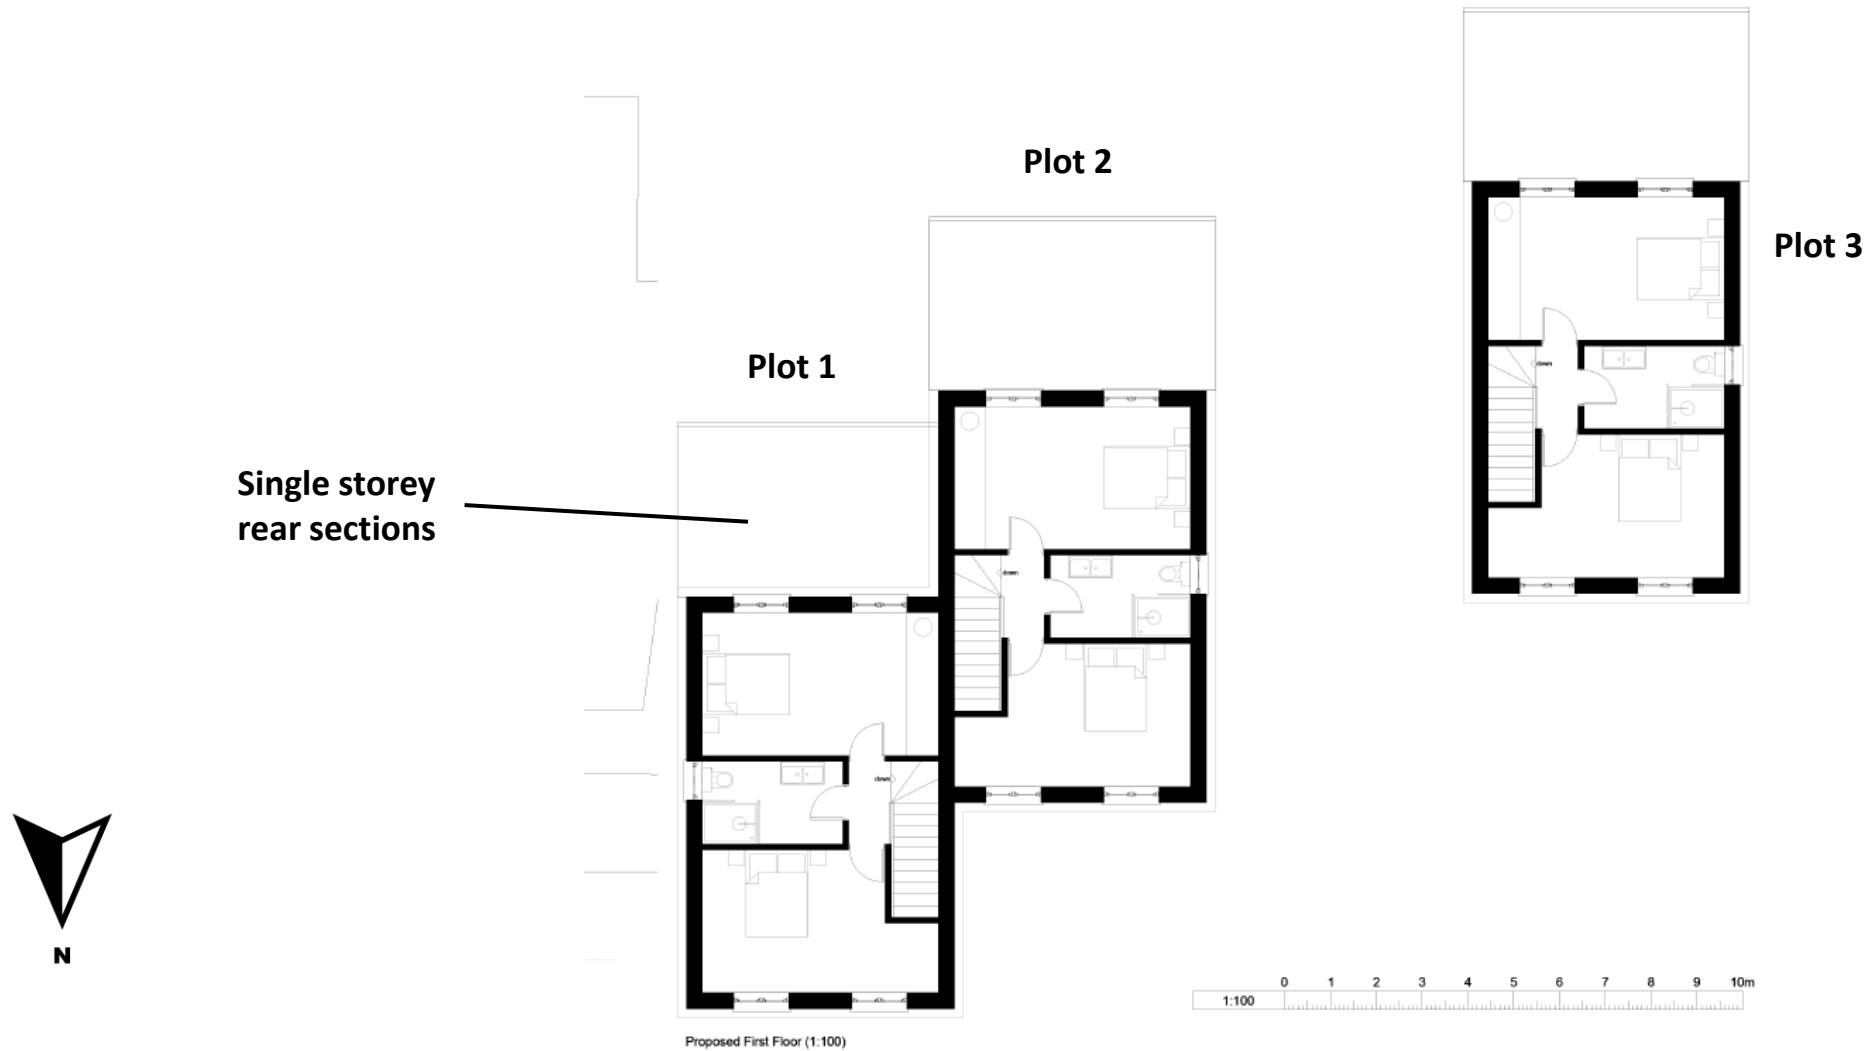 Plot 2
Plot 3
Plot 1
down
Single storey
rear sections
down
down
N
0 1 2 3 4 5 6 7 8 9 10m
1:100
Proposed First Floor (1:100)